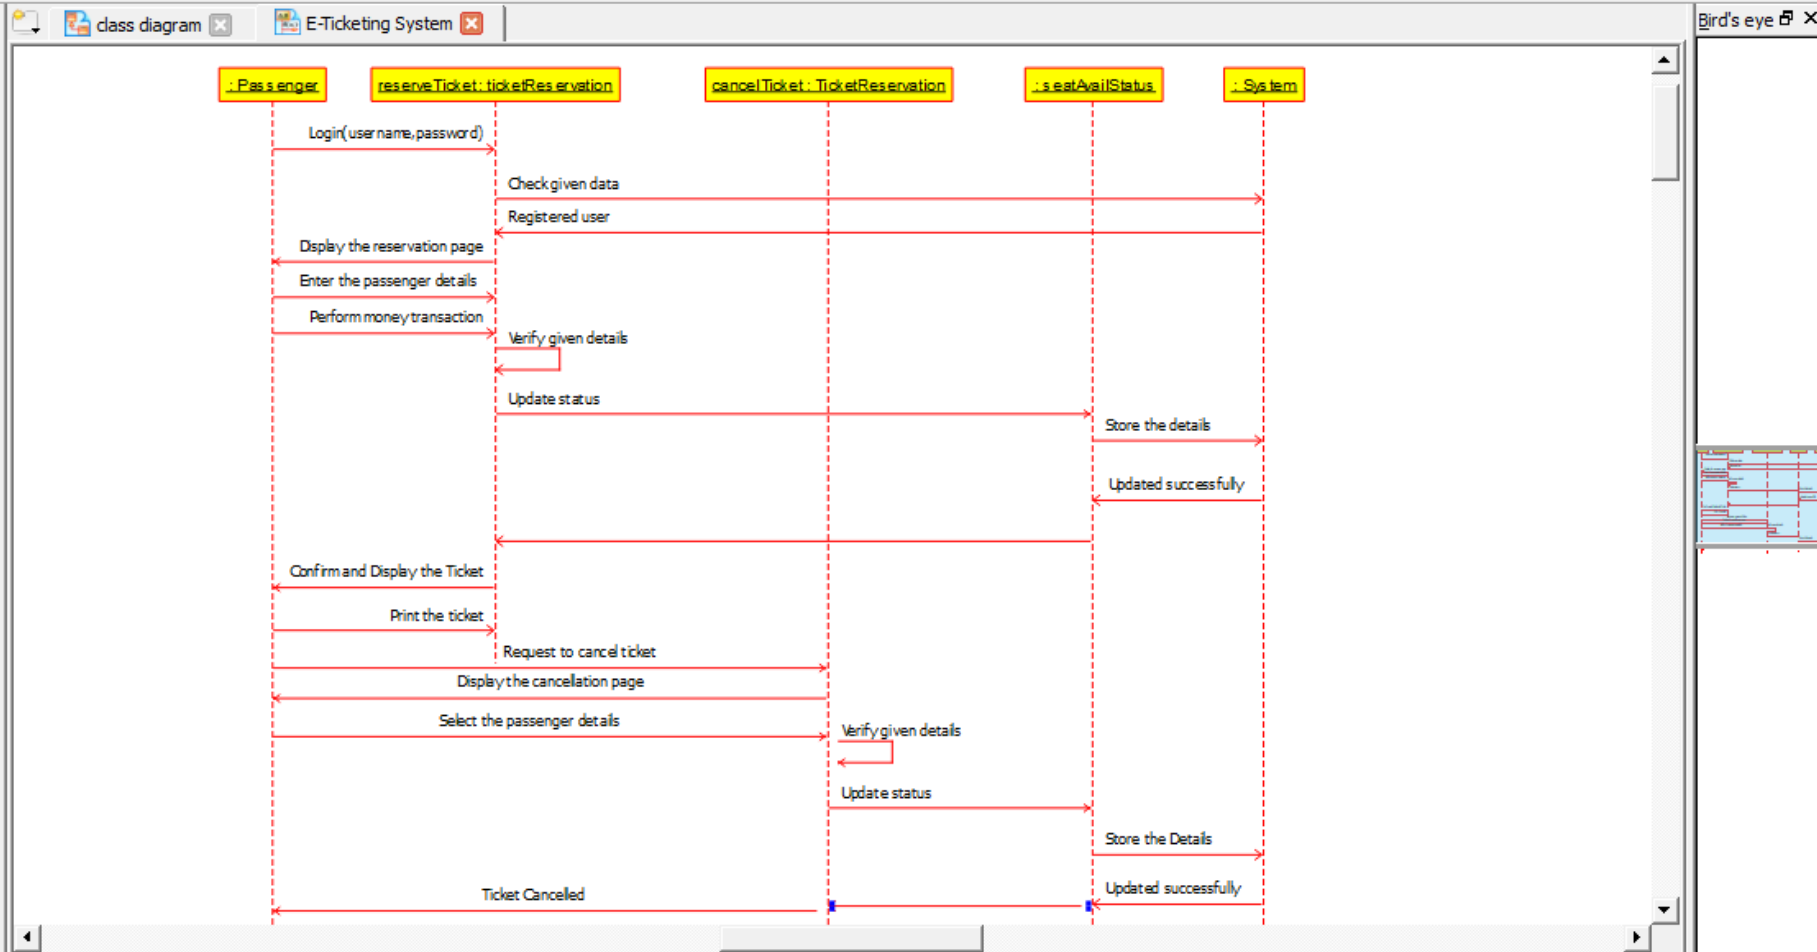 class diagram
E-Ticketing System
Bird's eye
: Passenger
reserveTicket: ticketReservation
cancelTicket : TicketReservation
: seatAvailStatus
: System
Login(username,password)
Check given data
Registered user
Display the reservation page
Enter the passenger details
Perform money transaction
Verify given details
Update status
Store the details
Updated successfully
Confirm and Display the Ticket
Print the ticket
Request to cancel ticket
Display the cancellation page
Select the passenger details
Verify given details
Update status
Store the Details
Updated successfully
Ticket Cancelled